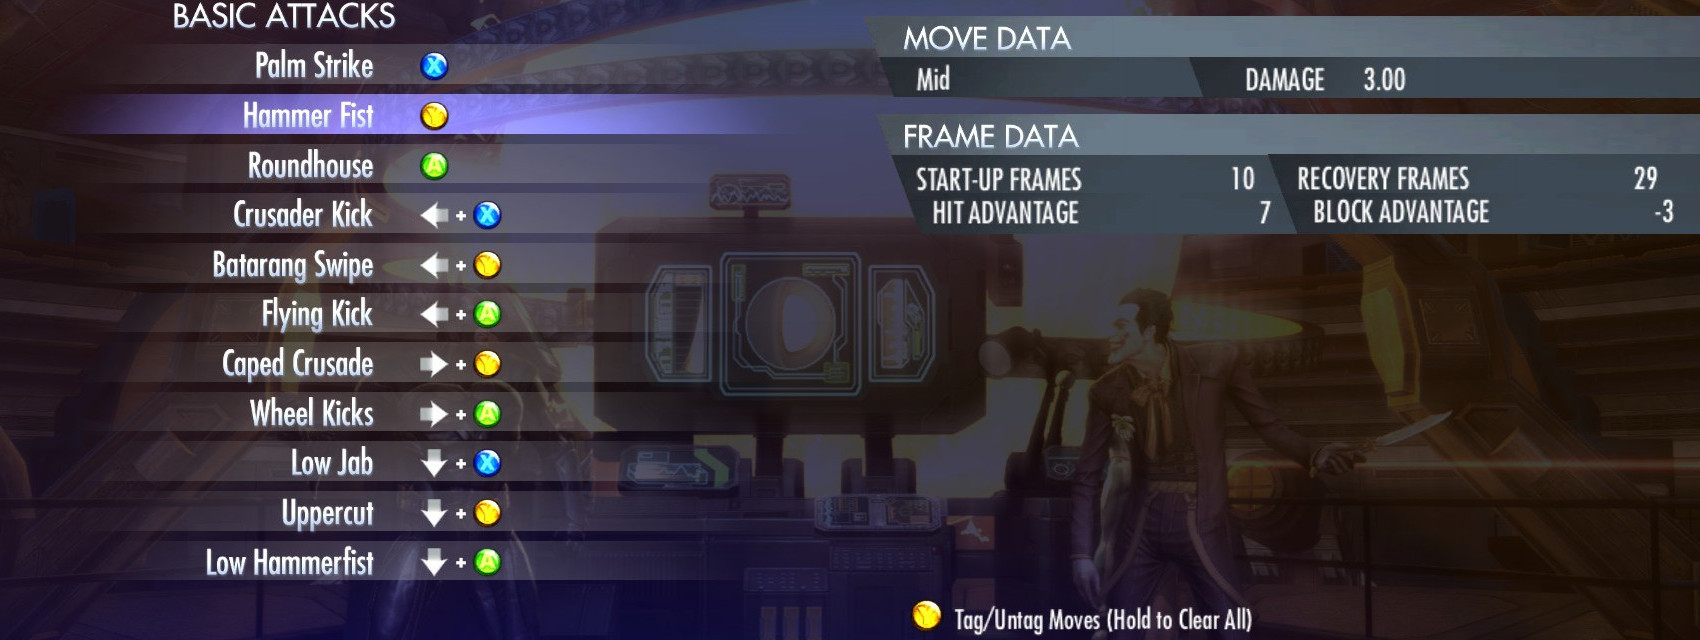 BASIC ATTACKS
Palm Strike X
Hammer Fist Y
Roundhouse A
Crusader Kick + X
Batarang Swipe + Y
Flying Kick + A
Caped Crusade + Y
Wheel Kicks + A
Low Jab + X
Uppercut + Y
Low Hammerfist + A
MOVE DATA
Mid DAMAGE 3.00
FRAME DATA
START-UP FRAMES 10 RECOVERY FRAMES 29
HIT ADVANTAGE 7 BLOCK ADVANTAGE -3
Y Tag/Untag Moves (Hold to Clear All)